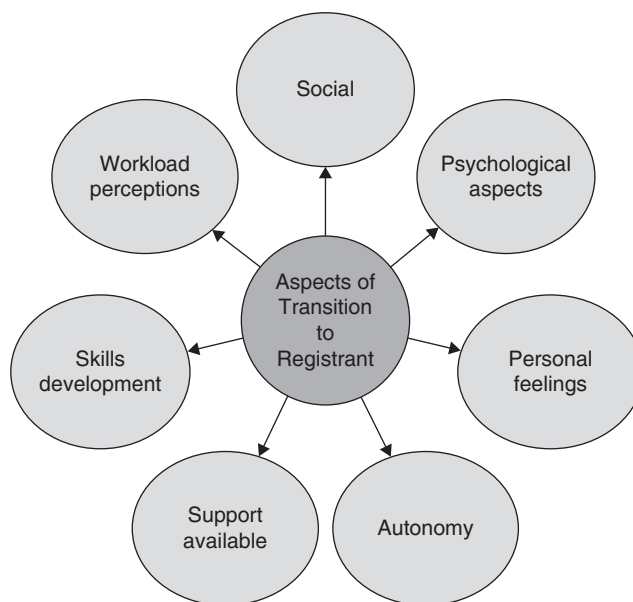 Social
Psychological
aspects
Personal
feelings
Autonomy
Support
available
Skills
development
Workload
perceptions
Aspects of
Transition
to
Registrant